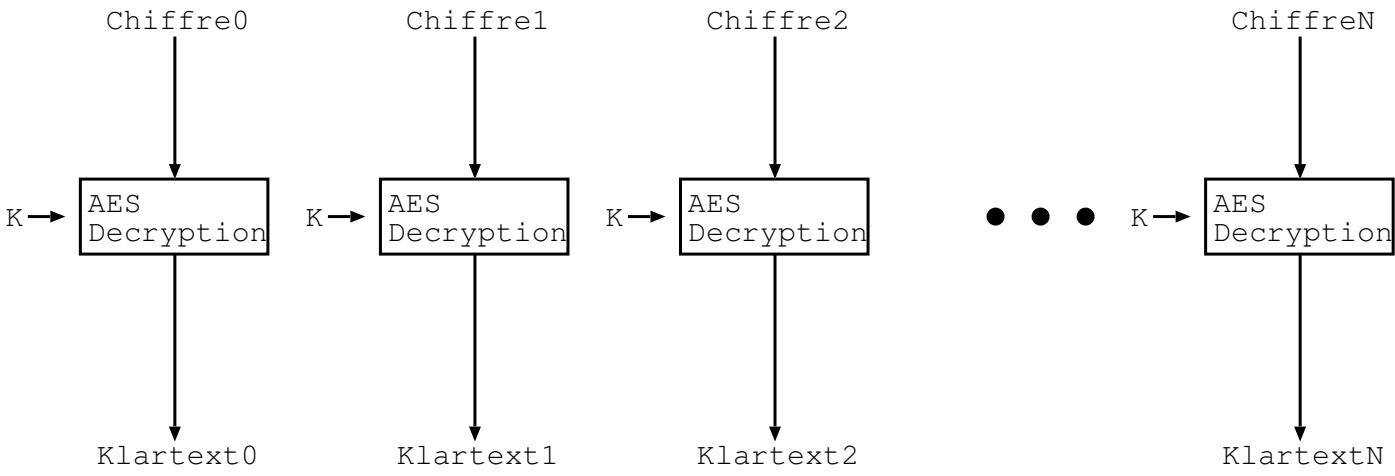 Chiffre0 Chiffre1 Chiffre2 ChiffreN
K AES Decryption K AES Decryption K AES Decryption K AES Decryption
Klartext0 Klartext1 Klartext2 KlartextN